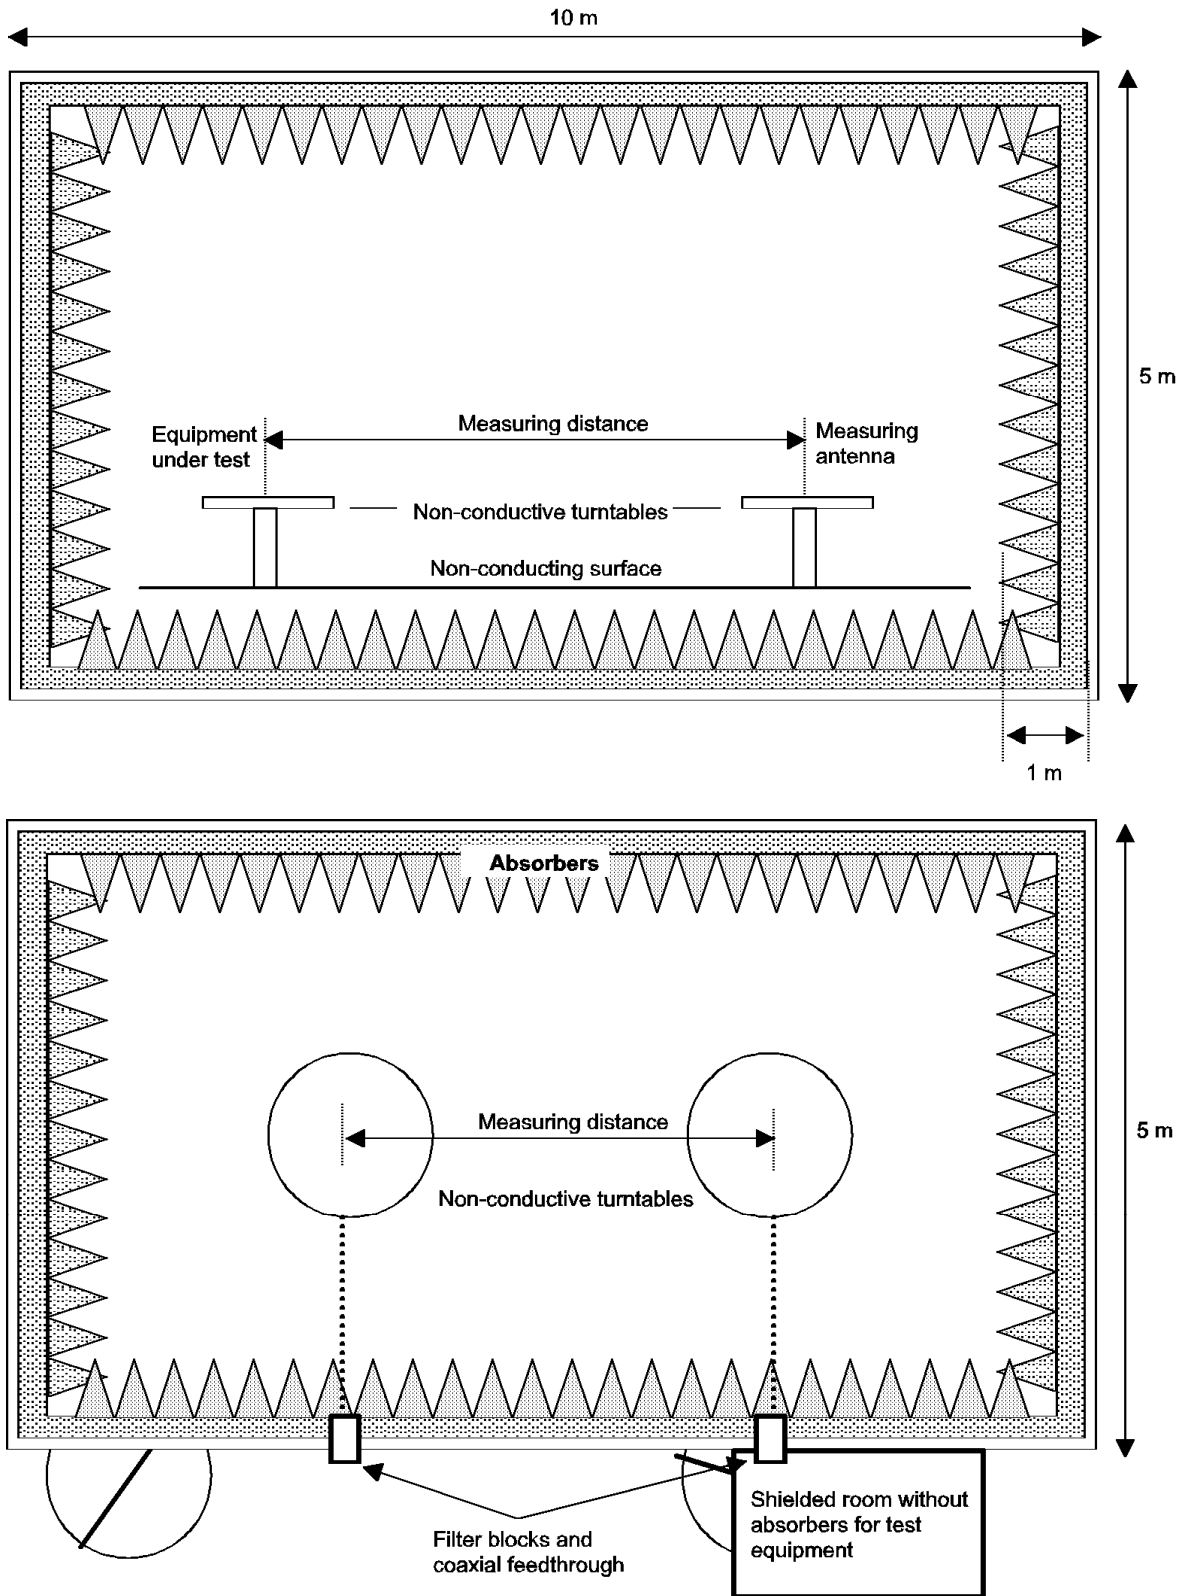 10 m
5 m
Measuring distance
Equipment
under test
Measuring
antenna
Non-conductive turntables
Non-conducting surface
1 m
Absorbers
Measuring distance
5 m
Non-conductive turntables
Filter blocks and
coaxial feedthrough
Shielded room without
absorbers for test
equipment